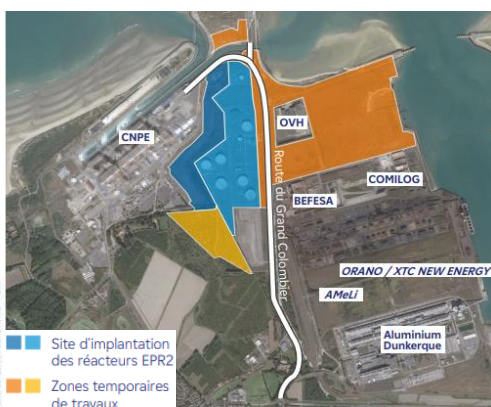 CNPE
OVH
Route du Grand Colombier
BEFESA
COMILOG
ORANO / XTC NEW ENERGY
AMeLi
Aluminium
Dunkerque
Site d'implantation
des réacteurs EPR2
Zones temporaires
de travaux